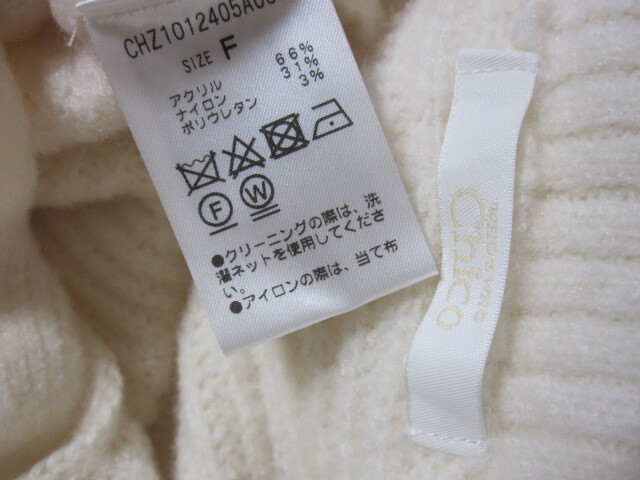 CHZ1012405A0
SIZE F
アクリル 66%
ナイロン 31%
ポリウレタン 3%
F W
●クリーニングの際は、洗
濯ネットを使用してくださ
い。
●アイロンの際は、当て布
Chico